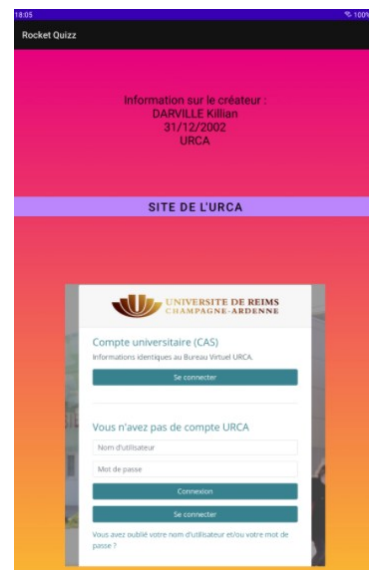 18:05
100%
Rocket Quizz
Information sur le créateur :
DARVILLE Killian
31/12/2002
URCA
SITE DE L'URCA
UNIVERSITE DE REIMS
CHAMPAGNE-ARDENNE
Compte universitaire (CAS)
Informations identiques au Bureau Virtuel URCA.
Se connecter
Vous n'avez pas de compte URCA
Nom d'utilisateur
Mot de passe
Connexion
Se connecter
Vous avez oublié votre nom d'utilisateur et/ou votre mot de
passe ?